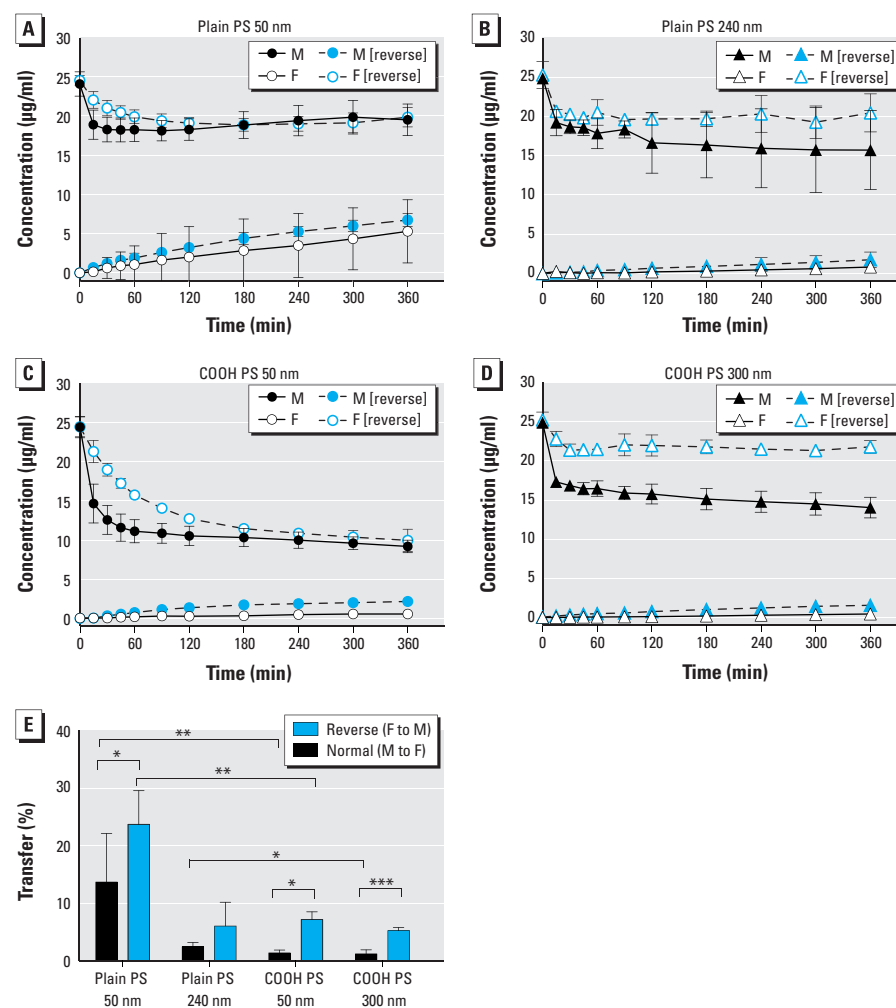 A
Plain PS 50 nm
Concentration (µg/ml)
30
25
20
15
10
5
0
M
M [reverse]
F
F [reverse]
0 60 120 180 240 300 360
Time (min)
B
Plain PS 240 nm
Concentration (µg/ml)
30
25
20
15
10
5
0
M
M [reverse]
F
F [reverse]
0 60 120 180 240 300 360
Time (min)
C
COOH PS 50 nm
Concentration (µg/ml)
30
25
20
15
10
5
0
M
M [reverse]
F
F [reverse]
0 60 120 180 240 300 360
Time (min)
D
COOH PS 300 nm
Concentration (µg/ml)
30
25
20
15
10
5
0
M
M [reverse]
F
F [reverse]
0 60 120 180 240 300 360
Time (min)
E
Transfer (%)
40
30
20
10
0
Reverse (F to M)
Normal (M to F)
**
*
**
*
*
***
Plain PS
50 nm
Plain PS
240 nm
COOH PS
50 nm
COOH PS
300 nm